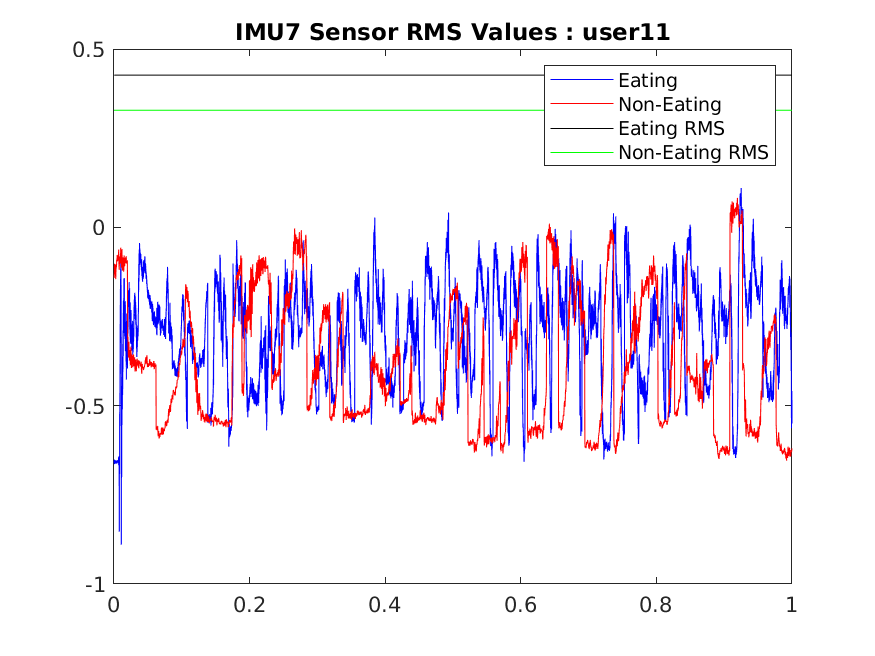 IMU7 Sensor RMS Values : user11
0.5
Eating
Non-Eating
Eating RMS
Non-Eating RMS
0
-0.5
-1
0 0.2 0.4 0.6 0.8 1